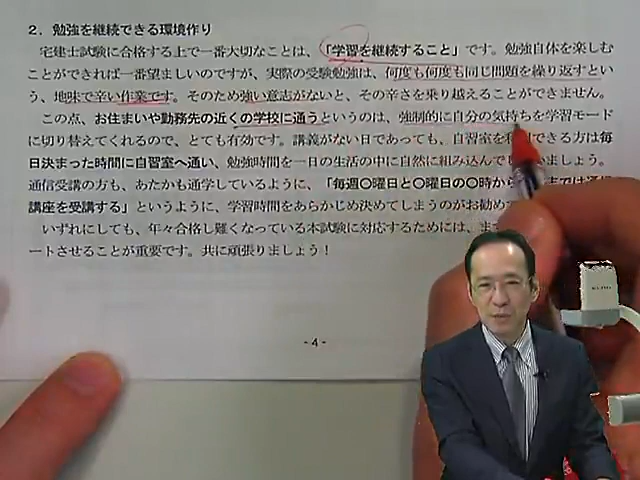 2．勉強を継続できる環境作り
宅建士試験に合格する上で一番大切なことは、「学習を継続すること」です。勉強自体を楽しむ
ことができれば一番望ましいのですが、実際の受験勉強は、何度も何度も同じ問題を繰り返すとい
う、地味で辛い作業です。そのため強い意志がないと、その辛さを乗り越えることができません。
この点、お住まいや勤務先の近くの学校に通うというのは、強制的に自分の気持ちを学習モード
に切り替えてくれるので、とても有効です。講義がない日であっても、自習室を利用できる方は毎
日決まった時間に自習室へ通い、勉強時間を一日の生活の中に自然に組み込んでしまいましょう。
通信受講の方も、あたかも通学しているように、「毎週〇曜日と〇曜日の〇時から
講座を受講する」というように、学習時間をあらかじめ決めてしまうのがお勧め
いずれにしても、年々合格し難くなっている本試験に対応するためには、まず
ートさせることが重要です。共に頑張りましょう！
- 4 -